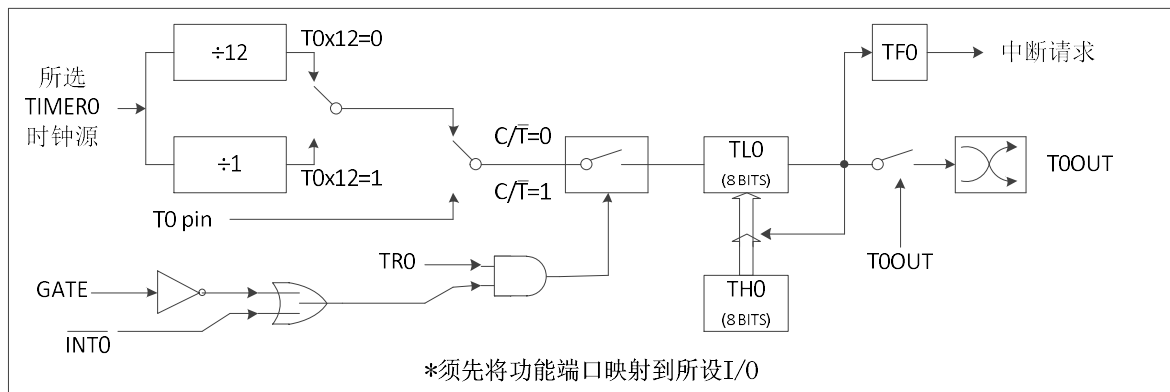 ÷12
T0x12=0
TF0
中断请求
所选
TIMER0
时钟源
C/T̅=0
÷1
TL0
(8 BITS)
T0OUT
T0x12=1
C/T̅=1
T0 pin
TR0
T0OUT
GATE
TH0
(8 BITS)
I̅N̅T̅0̅
*须先将功能端口映射到所设I/O